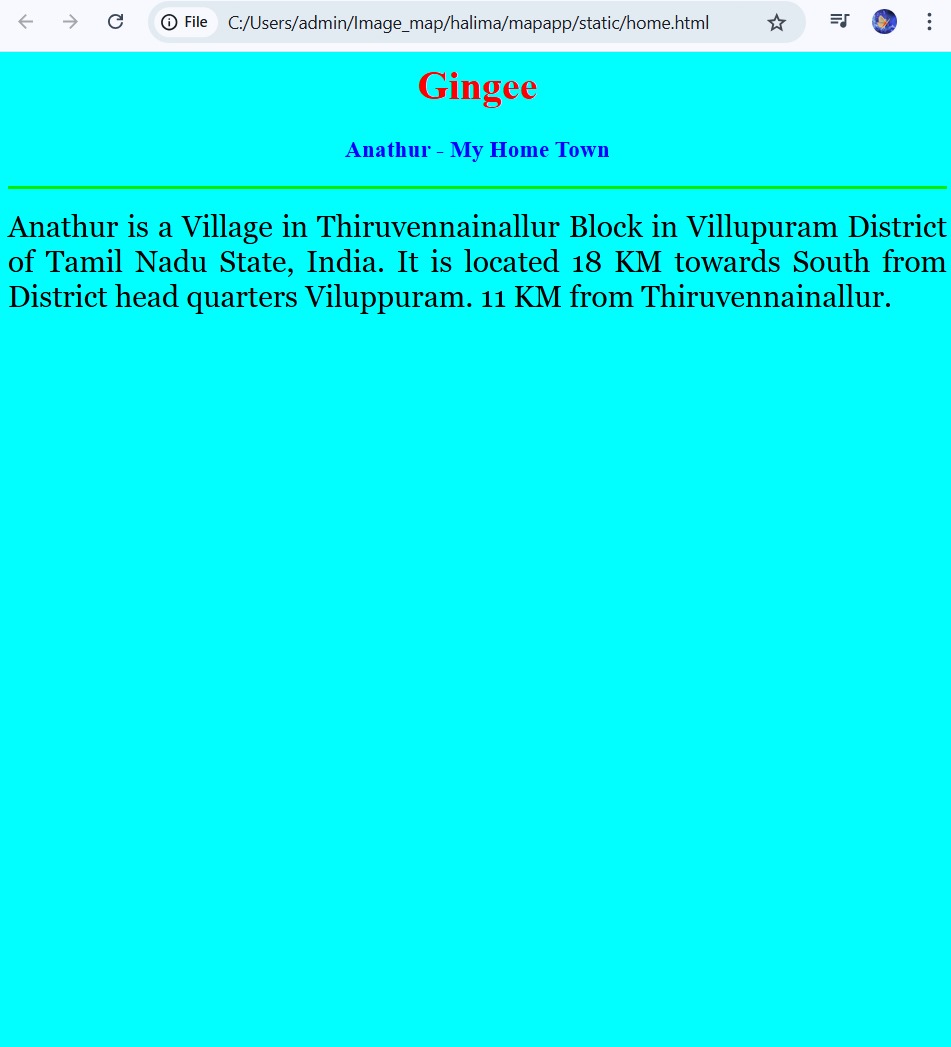 File C:/Users/admin/Image_map/halima/mapapp/static/home.html
Gingee
Anathur - My Home Town
Anathur is a Village in Thiruvennainallur Block in Villupuram District
of Tamil Nadu State, India. It is located 18 KM towards South from
District head quarters Viluppuram. 11 KM from Thiruvennainallur.